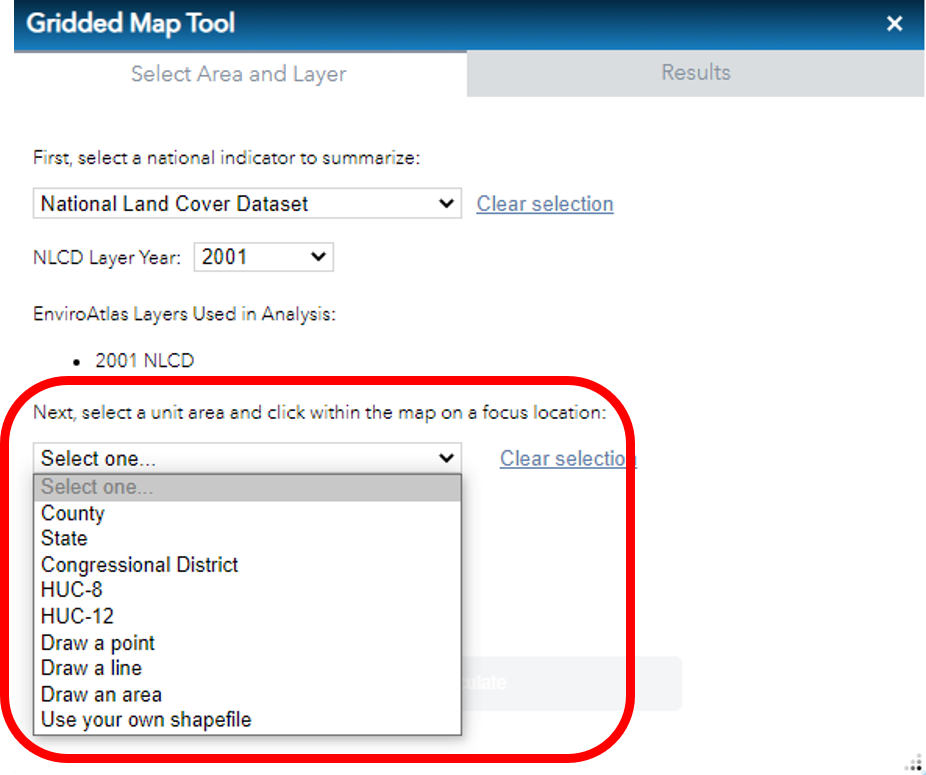 Gridded Map Tool
Select Area and Layer
Results
First, select a national indicator to summarize:
National Land Cover Dataset
Clear selection
NLCD Layer Year: 2001
EnviroAtlas Layers Used in Analysis:
• 2001 NLCD
Next, select a unit area and click within the map on a focus location:
Select one...
Clear selection
Select one...
County
State
Congressional District
HUC-8
HUC-12
Draw a point
Draw a line
Draw an area
Use your own shapefile